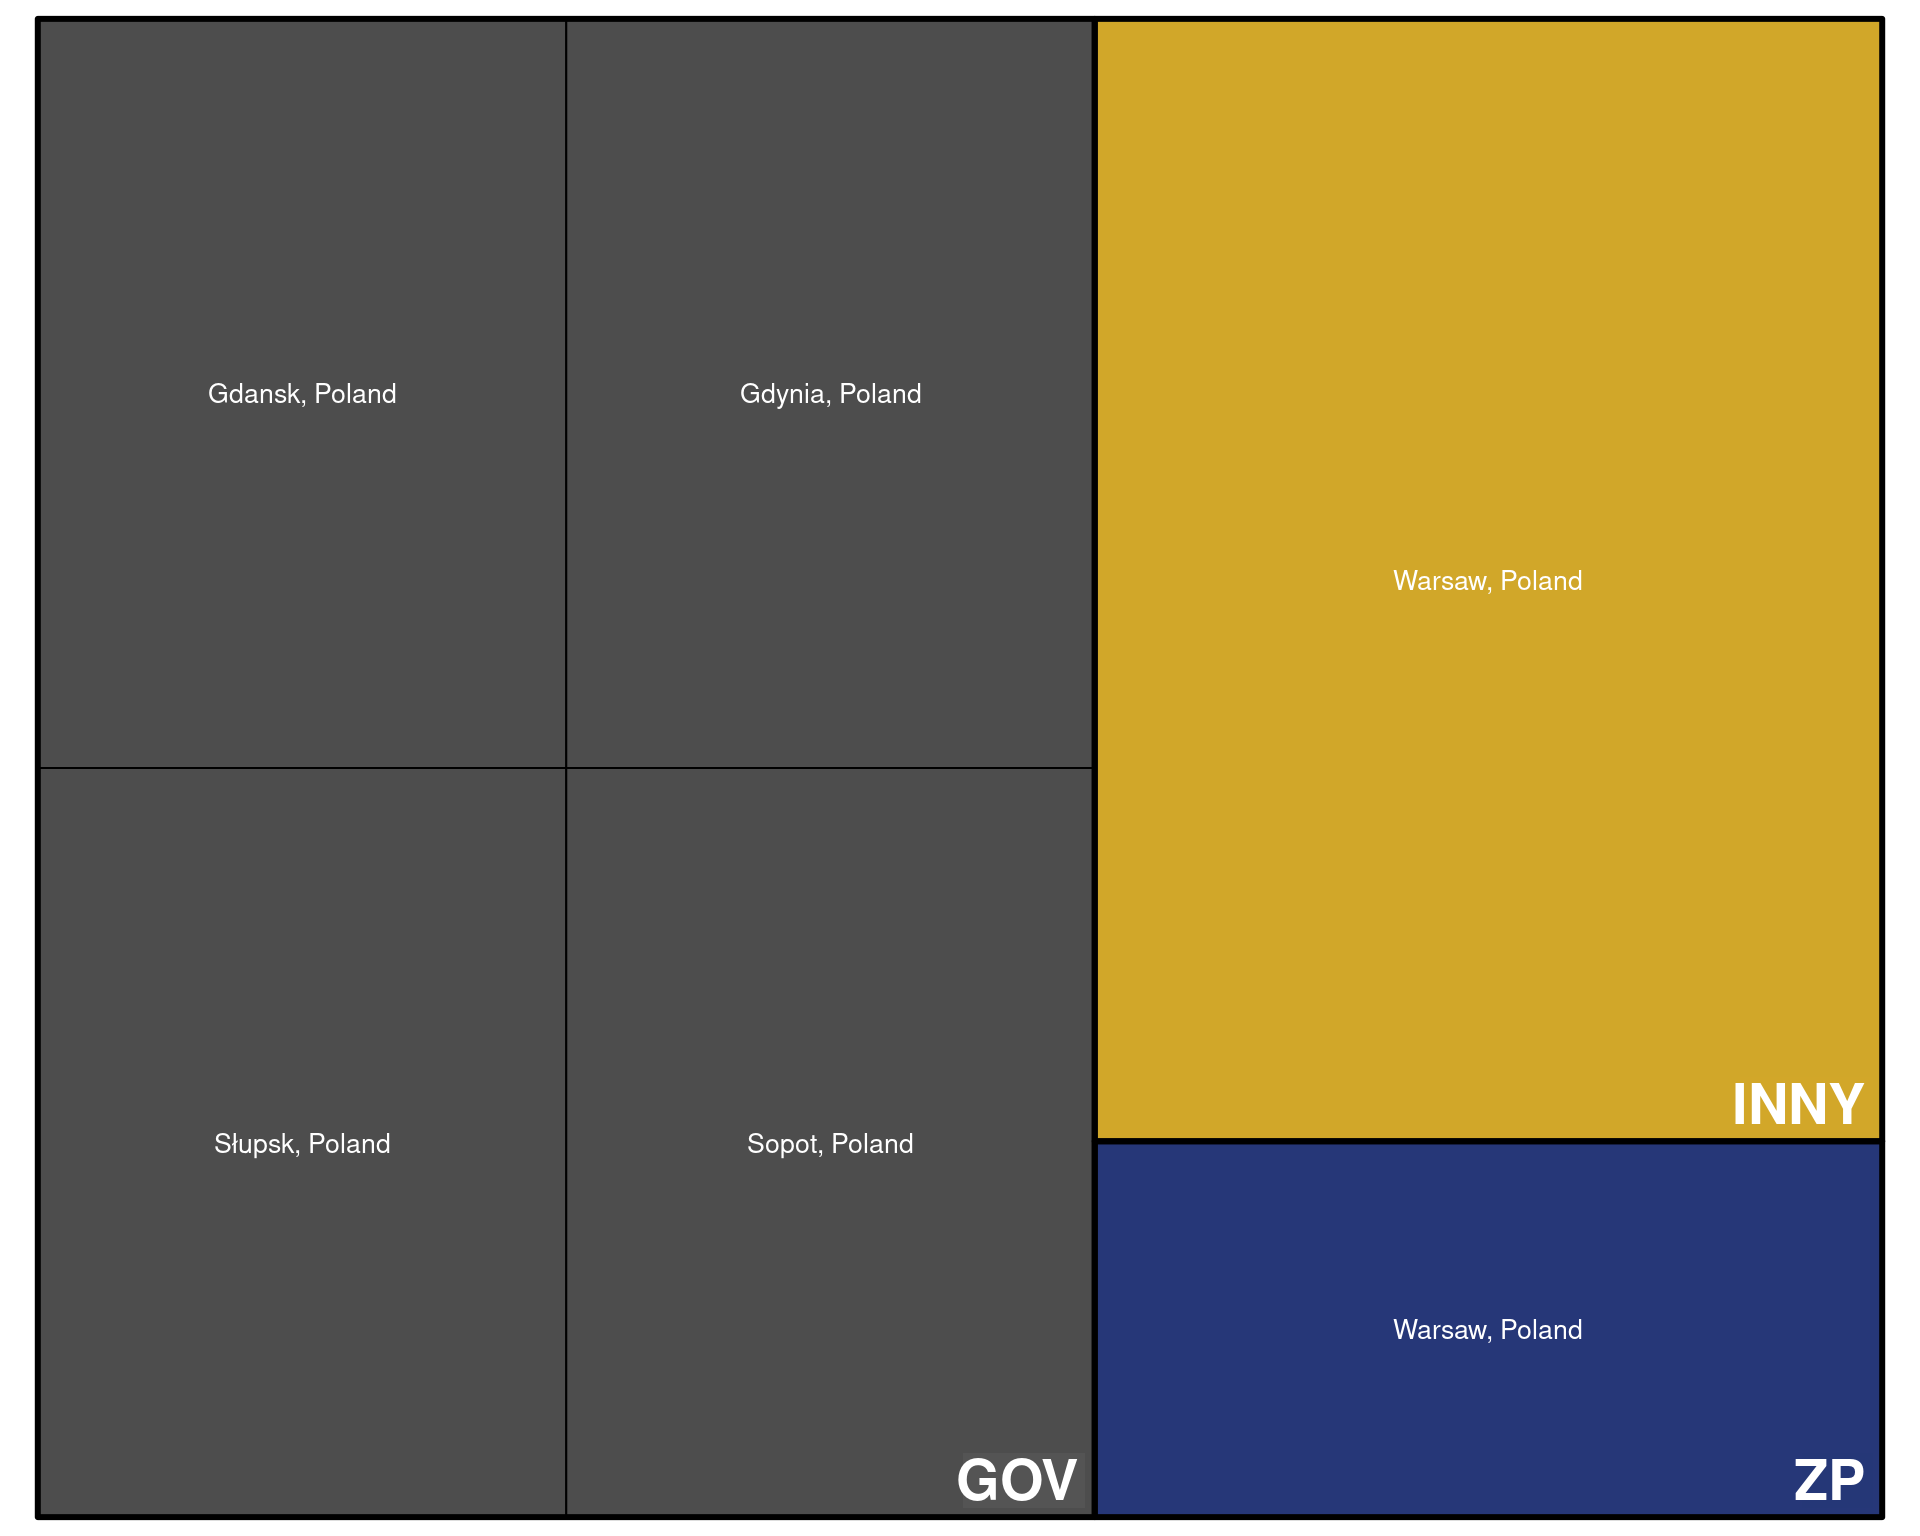 Gdansk, Poland
Gdynia, Poland
Słupsk, Poland
Sopot, Poland
GOV
Warsaw, Poland
INNY
Warsaw, Poland
ZP